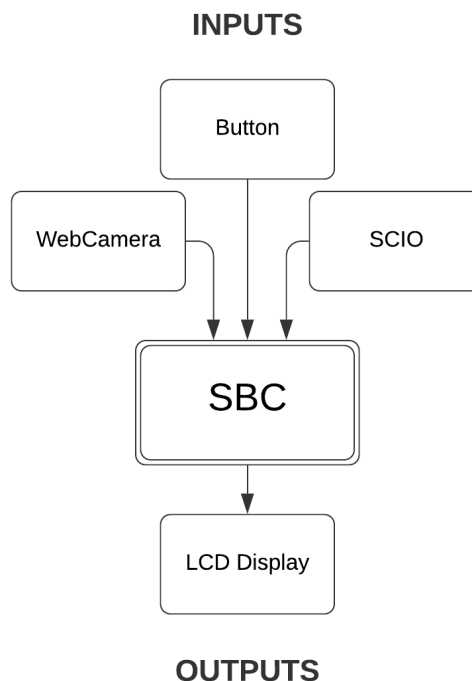 INPUTS
Button
WebCamera
SCIO
SBC
LCD Display
OUTPUTS